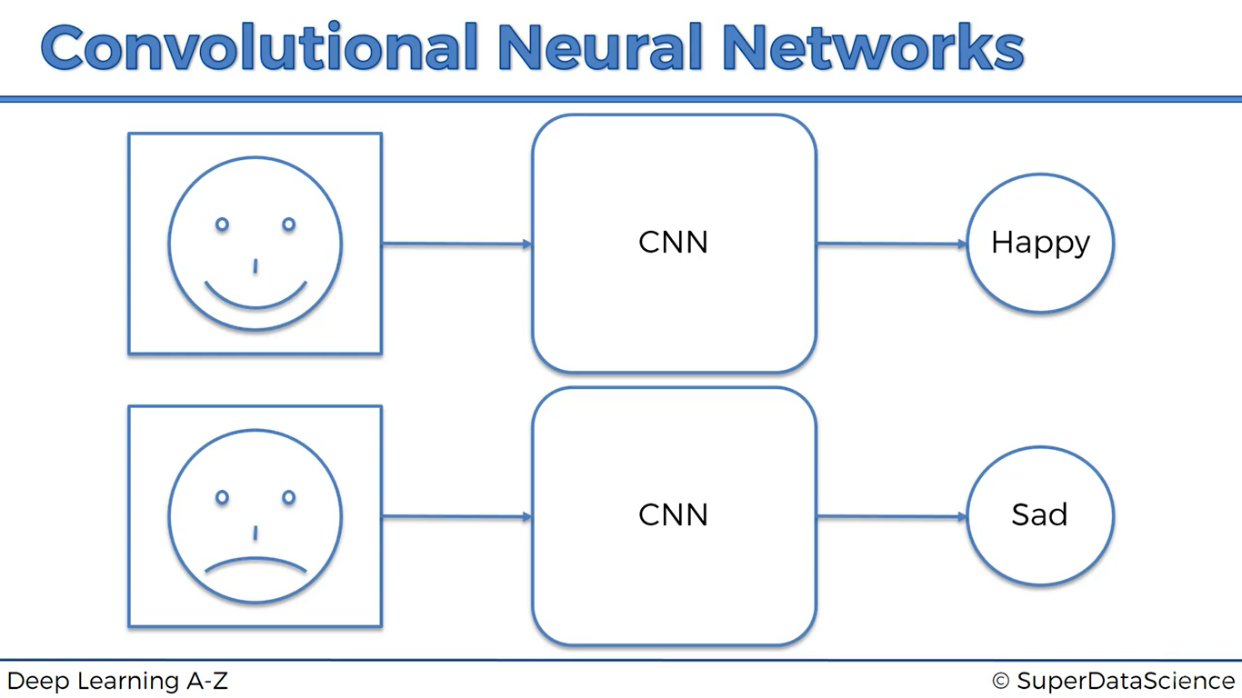 Convolutional Neural Networks
CNN
Happy
CNN
Sad
Deep Learning A-Z
© SuperDataScience